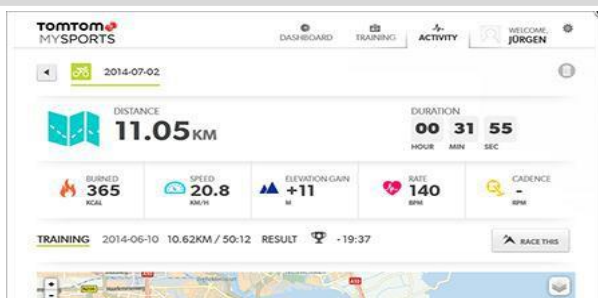 TOMTOM
MYSPORTS
DASHBOARD TRAINING ACTIVITY WELCOME, JÜRGEN
2014-07-02
DISTANCE
11.05 KM
DURATION
00 31 55
HOUR MIN SEC
BURNED
365
KCAL
SPEED
20.8
KM/H
ELEVATION GAIN
+11
M
RATE
140
BPM
CADENCE
-
RPM
TRAINING 2014-06-10 10.62KM / 50:12 RESULT -19:37 RACE THIS
+
-